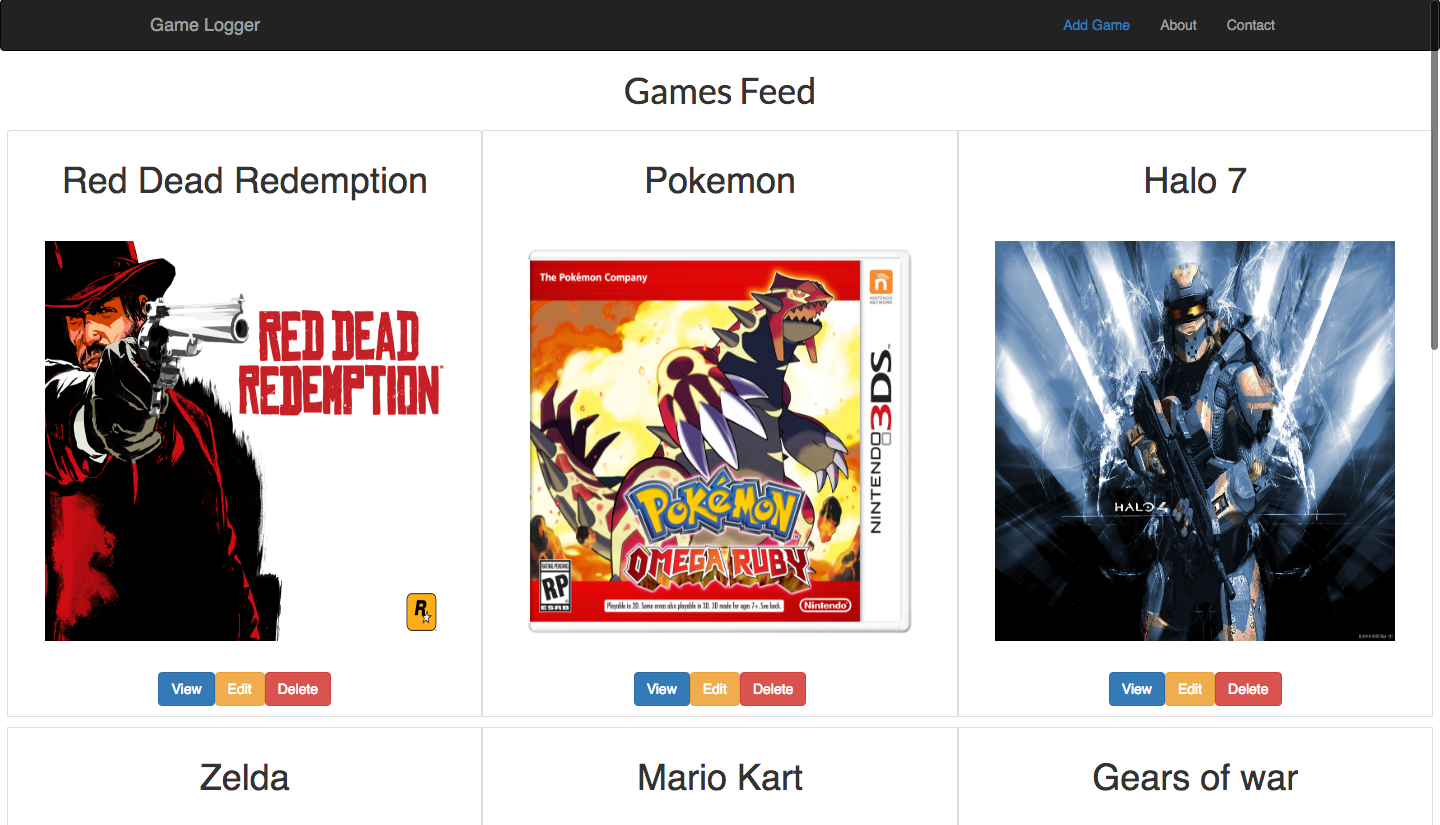 Game Logger
Add Game
About
Contact
Games Feed
Red Dead Redemption
Pokemon
Halo 7
RED DEAD
REDEMPTION
The Pokémon Company
NINTENDO
NETWORK
NINTENDO 3DS
POKéMON
OMEGA RUBY
RATING PENDING
RP
ESRB
Playable in 2D. Some areas also playable in 3D. 3D made for ages 7+. See back.
Nintendo
R
HALO 4
View
Edit
Delete
View
Edit
Delete
View
Edit
Delete
Zelda
Mario Kart
Gears of war